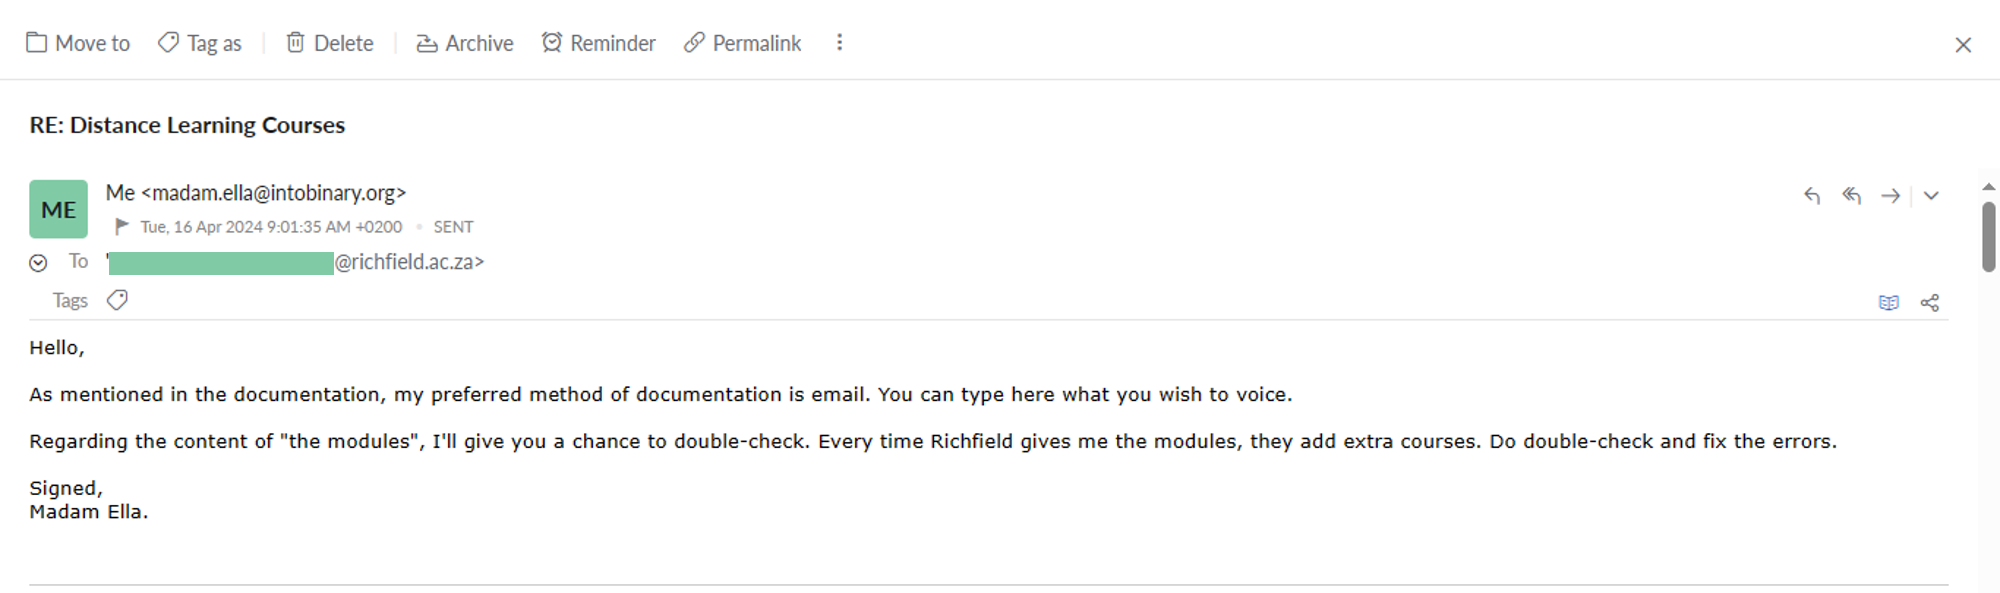 Move to Tag as Delete Archive Reminder Permalink
RE: Distance Learning Courses
ME
Me <madam.ella@intobinary.org>
Tue, 16 Apr 2024 9:01:35 AM +0200 • SENT
To '@richfield.ac.za>
Tags
Hello,
As mentioned in the documentation, my preferred method of documentation is email. You can type here what you wish to voice.
Regarding the content of "the modules", I'll give you a chance to double-check. Every time Richfield gives me the modules, they add extra courses. Do double-check and fix the errors.
Signed,
Madam Ella.